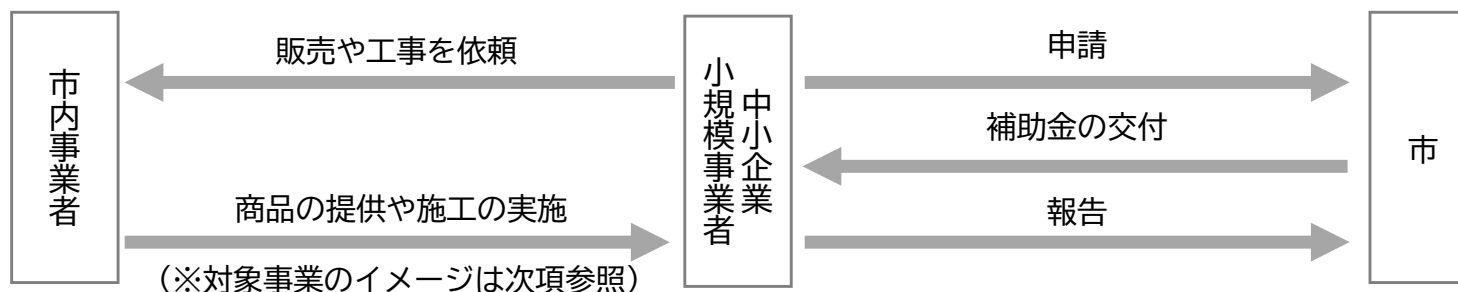 市内事業者
販売や工事を依頼
商品の提供や施工の実施
（※対象事業のイメージは次項参照）
中小企業
小規模事業者
申請
補助金の交付
報告
市